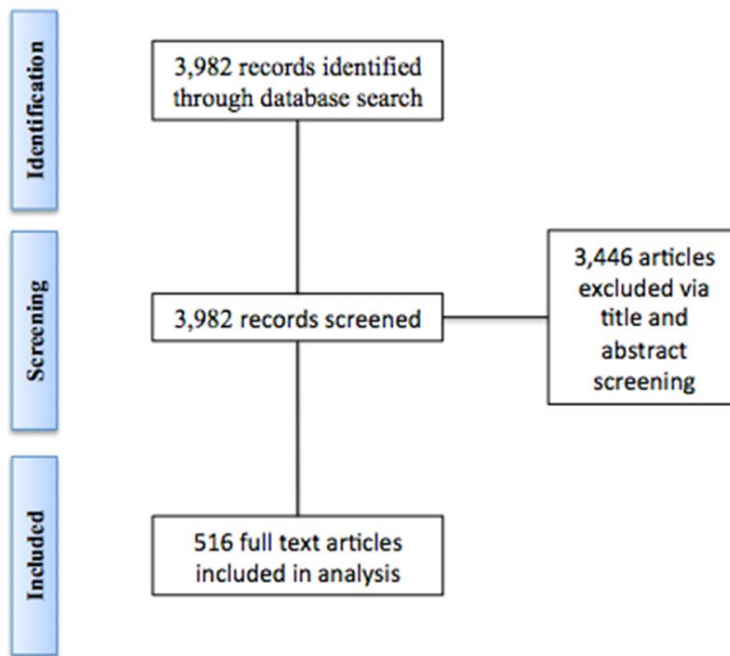 Identification
3,982 records identified
through database search
Screening
3,982 records screened
3,446 articles
excluded via
title and
abstract
screening
Included
516 full text articles
included in analysis